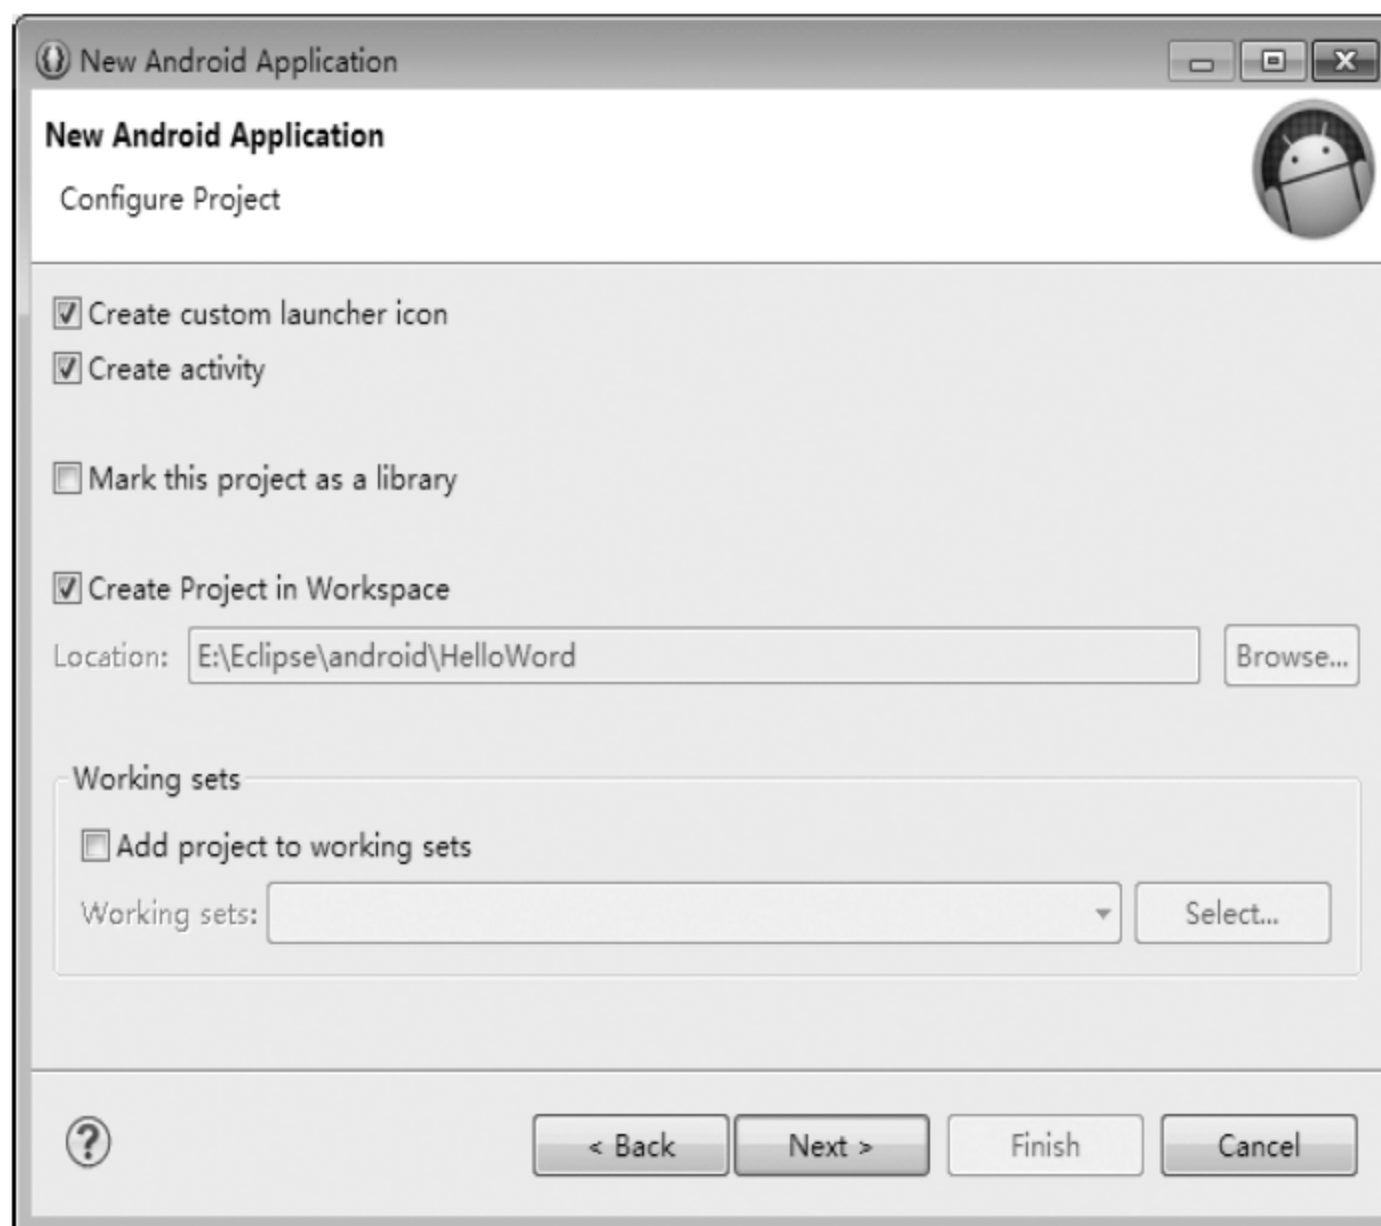 New Android Application
New Android Application
Configure Project
Create custom launcher icon
Create activity
Mark this project as a library
Create Project in Workspace
Location: E:\Eclipse\android\HelloWord Browse...
Working sets
Add project to working sets
Working sets: Select...
? < Back Next > Finish Cancel